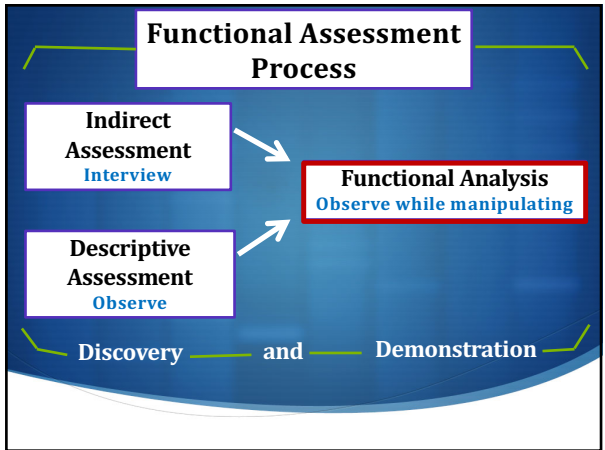 Functional Assessment
Process
Indirect
Assessment
Interview
Functional Analysis
Observe while manipulating
Descriptive
Assessment
Observe
Discovery and Demonstration